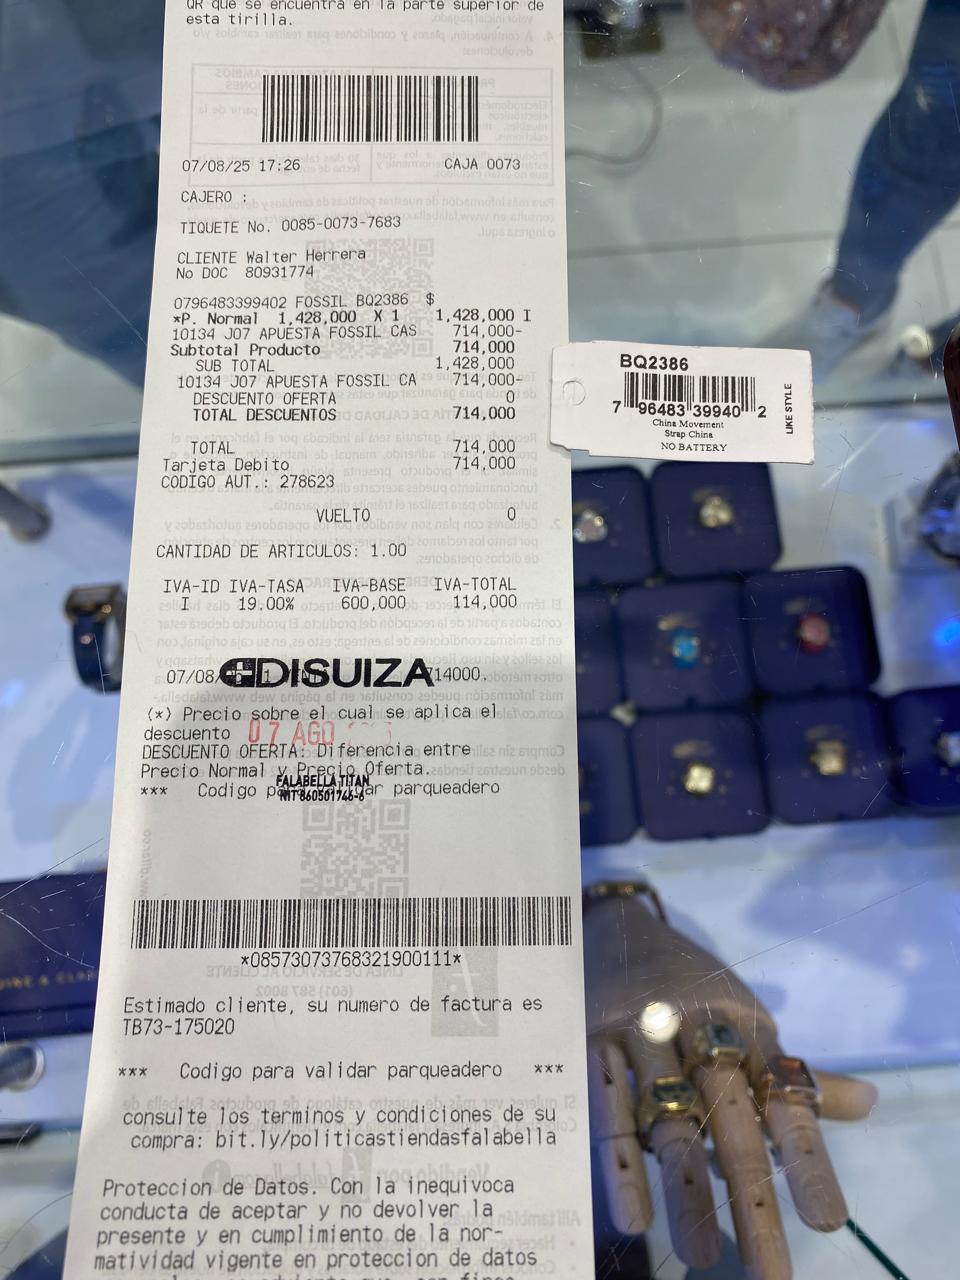 QR que se encuentra en la parte superior de
esta tirilla.
07/08/25 17:26 CAJA 0073
CAJERO :
TIQUETE No. 0085-0073-7683
CLIENTE Walter Herrera
No DOC 80931774
0796483399402 FOSSIL BQ2386 $
*P. Normal 1,428,000 X 1 1,428,000 I
10134 J07 APUESTA FOSSIL CAS 714,000-
Subtotal Producto 714,000
SUB TOTAL 1,428,000
10134 J07 APUESTA FOSSIL CA 714,000-
DESCUENTO OFERTA 0
TOTAL DESCUENTOS 714,000
TOTAL 714,000
Tarjeta Debito 714,000
CODIGO AUT.: 278623
VUELTO 0
CANTIDAD DE ARTICULOS: 1.00
IVA-ID IVA-TASA IVA-BASE IVA-TOTAL
I 19.00% 600,000 114,000
07/08/ 714000.
DISUIZA
(*) Precio sobre el cual se aplica el
descuento
07 AGO
DESCUENTO OFERTA: Diferencia entre
Precio Normal y Precio Oferta.
FALABELLA TITAN
*** Codigo para validar parqueadero
NIT 860501746-6
*08573073768321900111*
Estimado cliente, su numero de factura es
TB73-175020
*** Codigo para validar parqueadero ***
consulte los terminos y condiciones de su
compra: bit.ly/politicastiendasfalabella
Proteccion de Datos. Con la inequivoca
conducta de aceptar y no devolver la
presente y en cumplimiento de la nor-
matividad vigente en proteccion de datos
BQ2386
7 96483 39940 2
China Movement
Strap China
NO BATTERY
LIKE STYLE